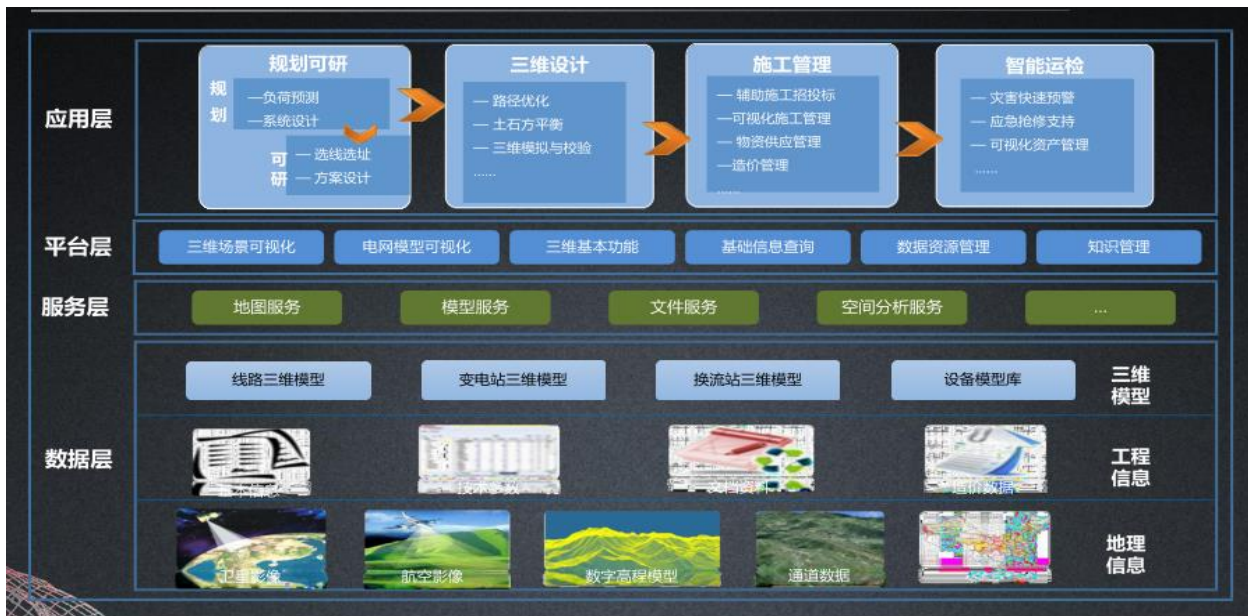 应用层
规划可研
规划
—负荷预测
—系统设计
可研
— 选线选址
— 方案设计
三维设计
— 路径优化
— 土石方平衡
— 三维模拟与校验
......
施工管理
— 辅助施工招投标
—可视化施工管理
— 物资供应管理
—造价管理
......
智能运检
— 灾害快速预警
— 应急抢修支持
— 可视化资产管理
......
平台层
三维场景可视化
电网模型可视化
三维基本功能
基础信息查询
数据资源管理
知识管理
服务层
地图服务
模型服务
文件服务
空间分析服务
...
数据层
线路三维模型
变电站三维模型
换流站三维模型
设备模型库
三维
模型
技术参数
文档资料
造价数据
工程
信息
卫星影像
航空影像
数字高程模型
通道数据
地理
信息